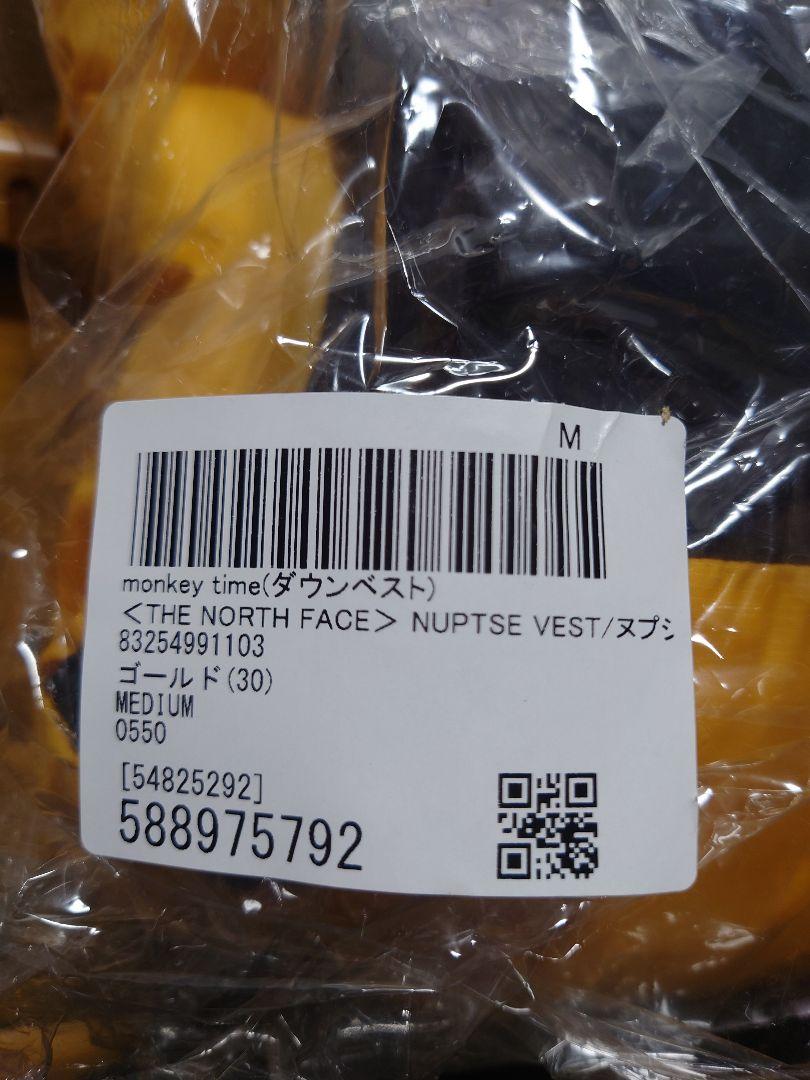 M
monkey time(ダウンベスト)
＜THE NORTH FACE＞ NUPTSE VEST/ヌプシ
83254991103
ゴールド(30)
MEDIUM
0550
[54825292]
588975792